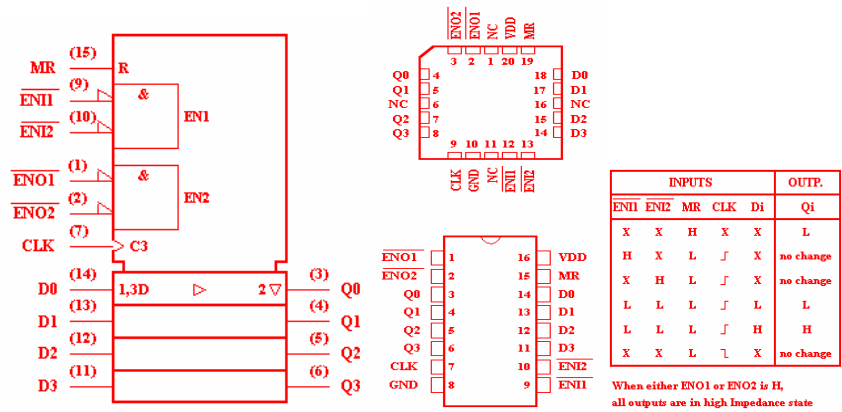 (15)
MR R
(9)
ENI1 &
EN1
(10)
ENI2
(1)
ENO1 &
EN2
(2)
ENO2
(7)
CLK C3
(14) (3)
D0 1,3D ▷ 2 ▽ Q0
(13) (4)
D1 Q1
(12) (5)
D2 Q2
(11) (6)
D3 Q3
ENO2 ENO1 NC VDD MR
3 2 1 20 19
Q0 4 18 D0
Q1 5 17 D1
NC 6 16 NC
Q2 7 15 D2
Q3 8 14 D3
9 10 11 12 13
CLK GND NC ENI1 ENI2
ENO1 1 16 VDD
ENO2 2 15 MR
Q0 3 14 D0
Q1 4 13 D1
Q2 5 12 D2
Q3 6 11 D3
CLK 7 10 ENI2
GND 8 9 ENI1
INPUTS OUTP.
ENI1 ENI2 MR CLK Di Qi
X X H X X L
H X L X no change
X H L X no change
L L L L L
L L L H H
X X L X no change
When either ENO1 or ENO2 is H,
all outputs are in high Impedance state